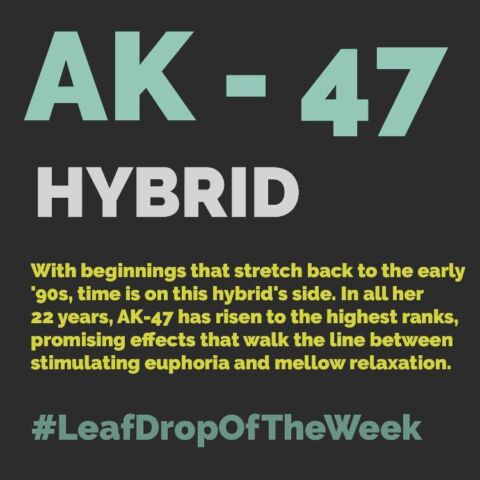 AK - 47
HYBRID
With beginnings that stretch back to the early
'90s, time is on this hybrid's side. In all her
22 years, AK-47 has risen to the highest ranks,
promising effects that walk the line between
stimulating euphoria and mellow relaxation.
#LeafDropOfTheWeek